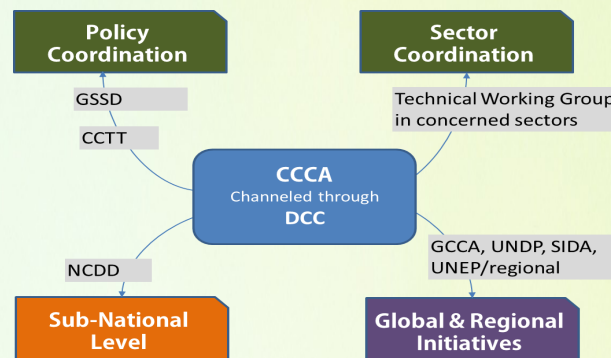 Policy
Coordination
Sector
Coordination
GSSD
CCTT
Technical Working Group
in concerned sectors
CCCA
Channeled through
DCC
NCDD
GCCA, UNDP, SIDA,
UNEP/regional
Sub-National
Level
Global & Regional
Initiatives